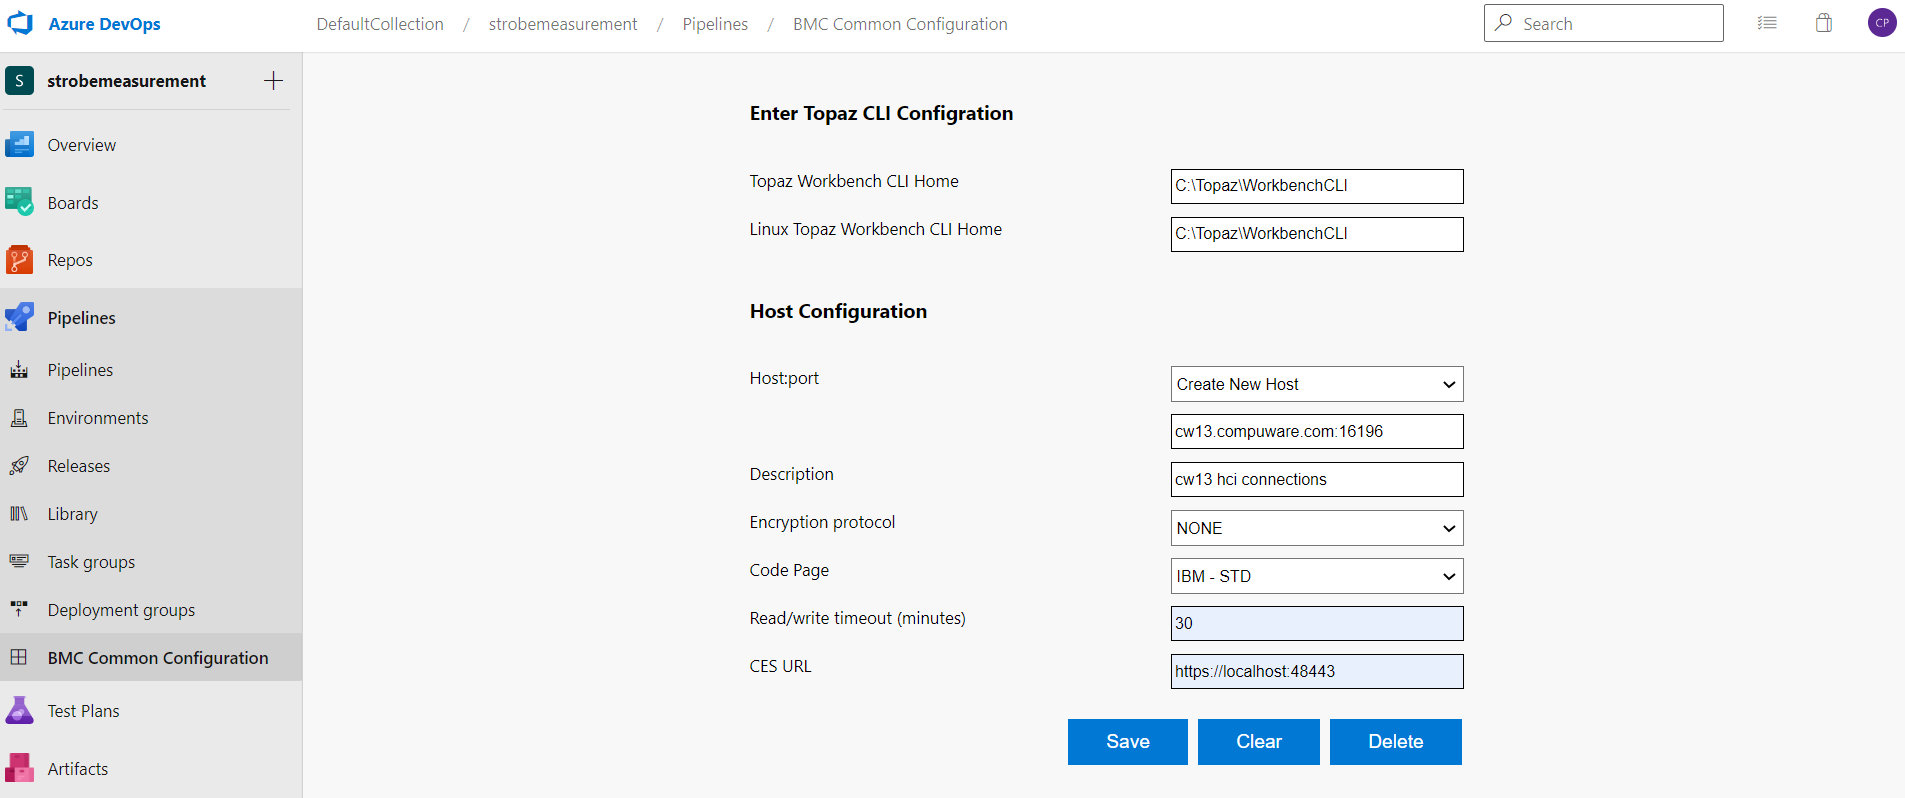 Azure DevOps
DefaultCollection / strobemeasurement / Pipelines / BMC Common Configuration
Search
CP
S strobemeasurement
Overview
Boards
Repos
Pipelines
Pipelines
Environments
Releases
Library
Task groups
Deployment groups
BMC Common Configuration
Test Plans
Artifacts
Enter Topaz CLI Configration
Topaz Workbench CLI Home C:\Topaz\WorkbenchCLI
Linux Topaz Workbench CLI Home C:\Topaz\WorkbenchCLI
Host Configuration
Host:port Create New Host
cw13.compuware.com:16196
Description cw13 hci connections
Encryption protocol NONE
Code Page IBM - STD
Read/write timeout (minutes) 30
CES URL https://localhost:48443
Save Clear Delete